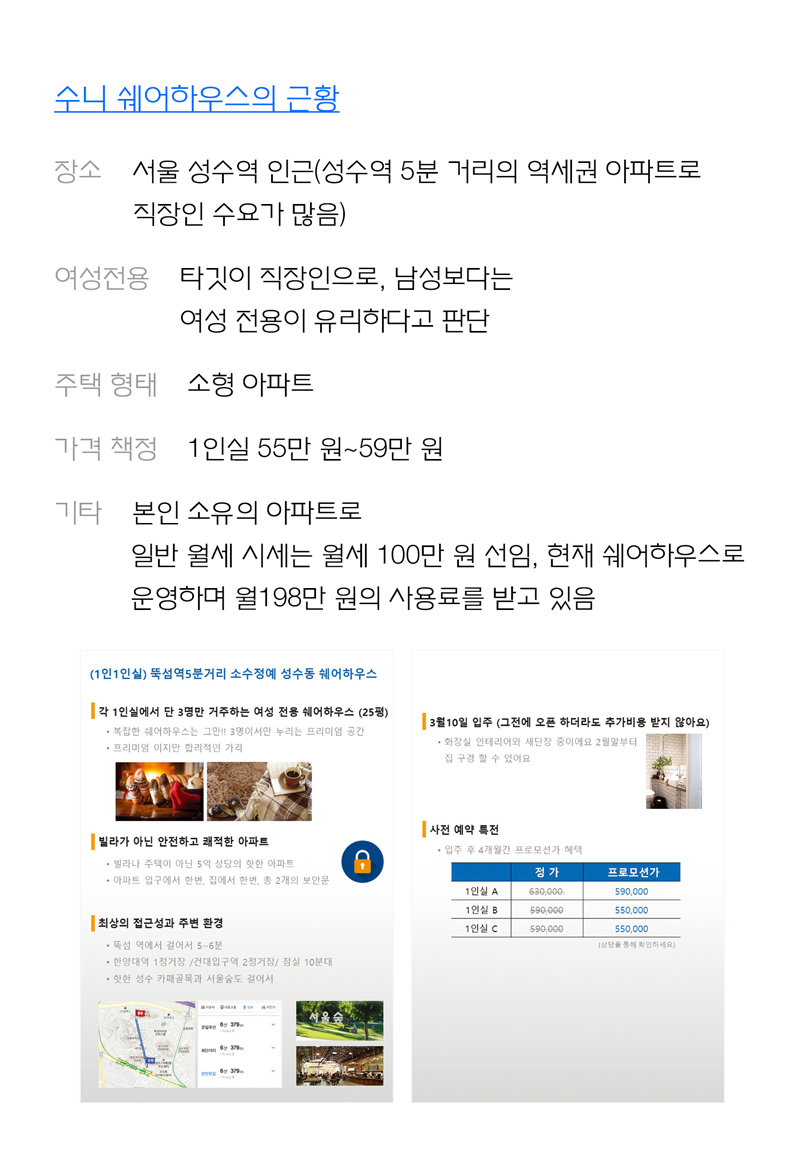 수니 쉐어하우스의 근황
장소 서울 성수역 인근(성수역 5분 거리의 역세권 아파트로
직장인 수요가 많음)
여성전용 타깃이 직장인으로, 남성보다는
여성 전용이 유리하다고 판단
주택 형태 소형 아파트
가격 책정 1인실 55만 원~59만 원
기타 본인 소유의 아파트로
일반 월세 시세는 월세 100만 원 선임, 현재 쉐어하우스로
운영하며 월198만 원의 사용료를 받고 있음
(1인1인실) 뚝섬역5분거리 소수정예 성수동 쉐어하우스
각 1인실에서 단 3명만 거주하는 여성 전용 쉐어하우스 (25평)
• 복잡한 쉐어하우스는 그만!! 3명이서만 누리는 프리미엄 공간
• 프리미엄 이지만 합리적인 가격
빌라가 아닌 안전하고 쾌적한 아파트
• 빌라나 주택이 아닌 5억 상당의 핫한 아파트
• 아파트 입구에서 한번, 집에서 한번, 총 2개의 보안문
최상의 접근성과 주변 환경
• 뚝섬 역에서 걸어서 5~6분
• 한양대역 1정거장 /건대입구역 2정거장/ 잠실 10분대
• 핫한 성수 카페골목과 서울숲도 걸어서
큰길우선 6분 379m
최단거리 6분 379m
편안한길 6분 379m
서울숲
3월10일 입주 (그전에 오픈 하더라도 추가비용 받지 않아요)
• 화장실 인테리어와 새단장 중이에요 2월말부터
집 구경 할 수 있어요
사전 예약 특전
• 입주 후 4개월간 프로모션가 혜택
정 가 프로모션가
1인실 A 630,000. 590,000
1인실 B 590,000 550,000
1인실 C 590,000 550,000
(상담을 통해 확인하세요)